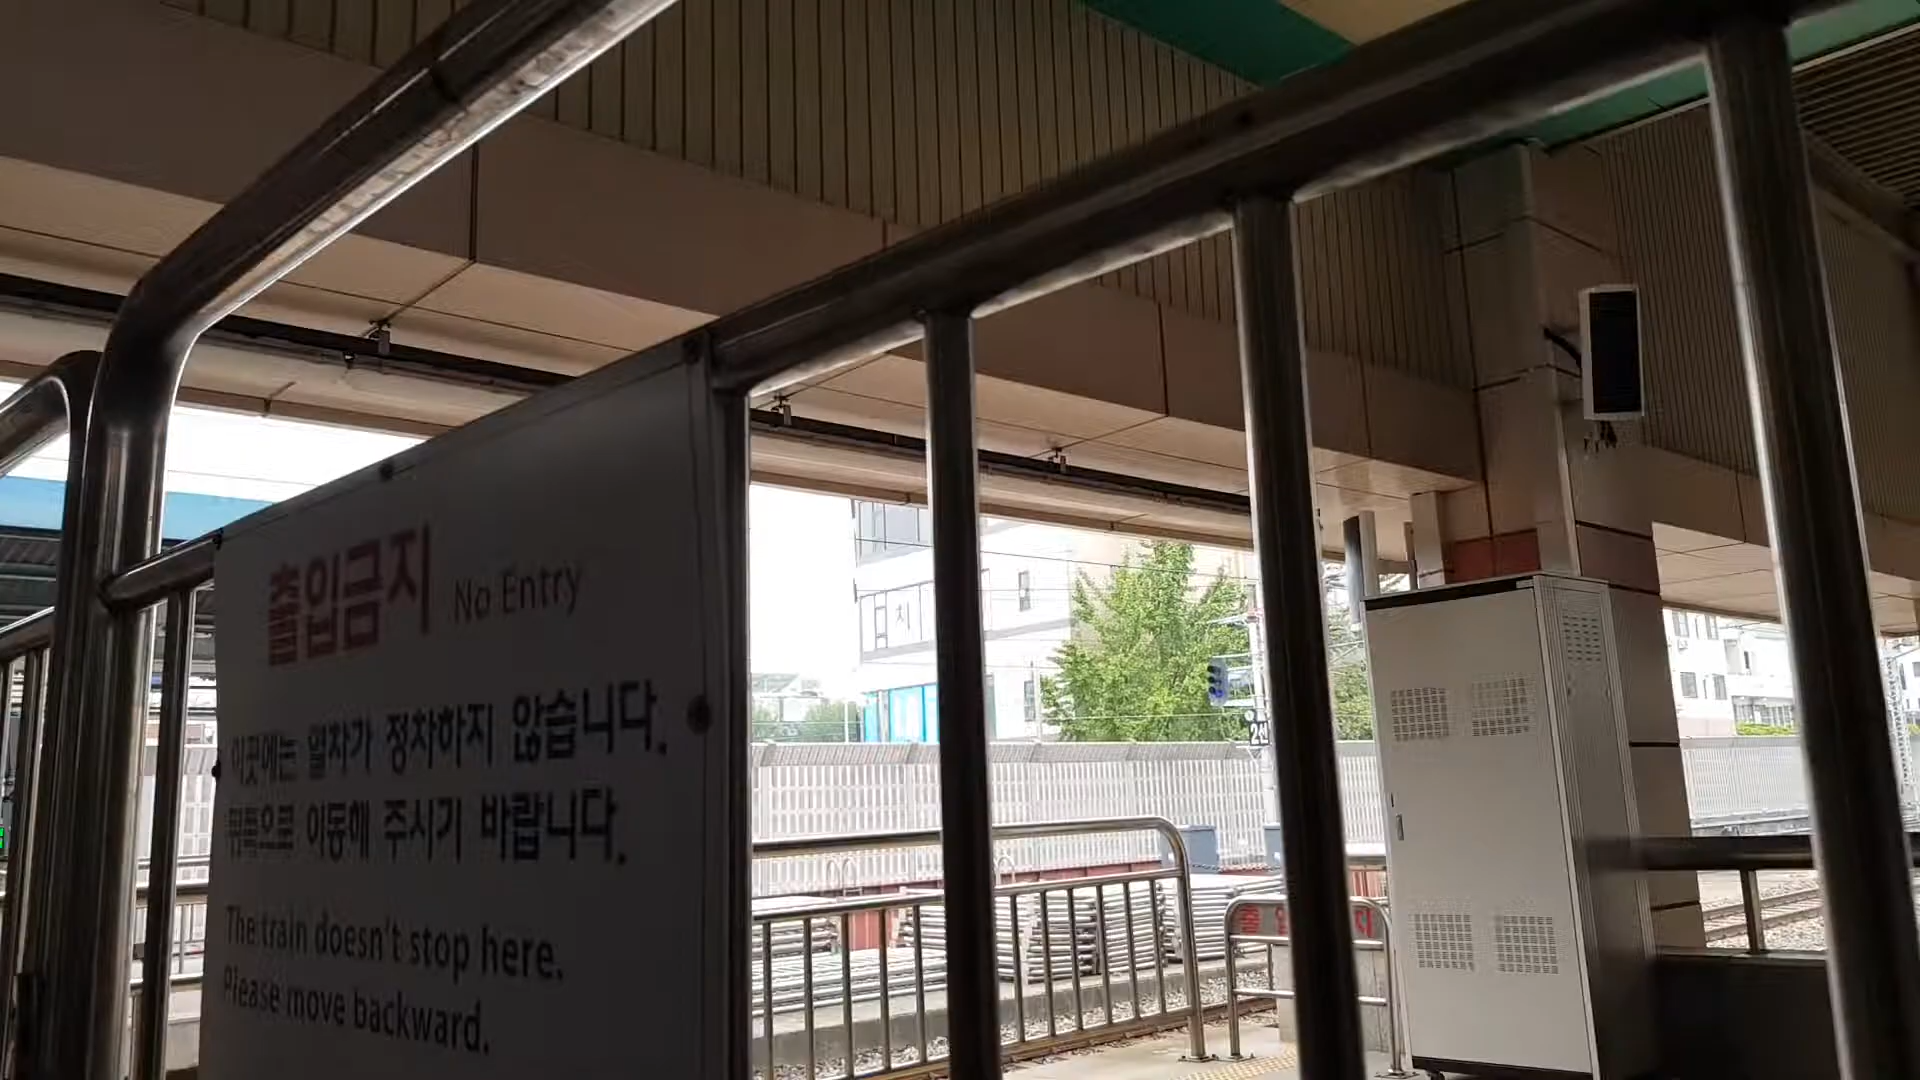 출입금지 No Entry
이곳에는 열차가 정차하지 않습니다.
뒤쪽으로 이동해 주시기 바랍니다.
The train doesn't stop here.
Please move backward.